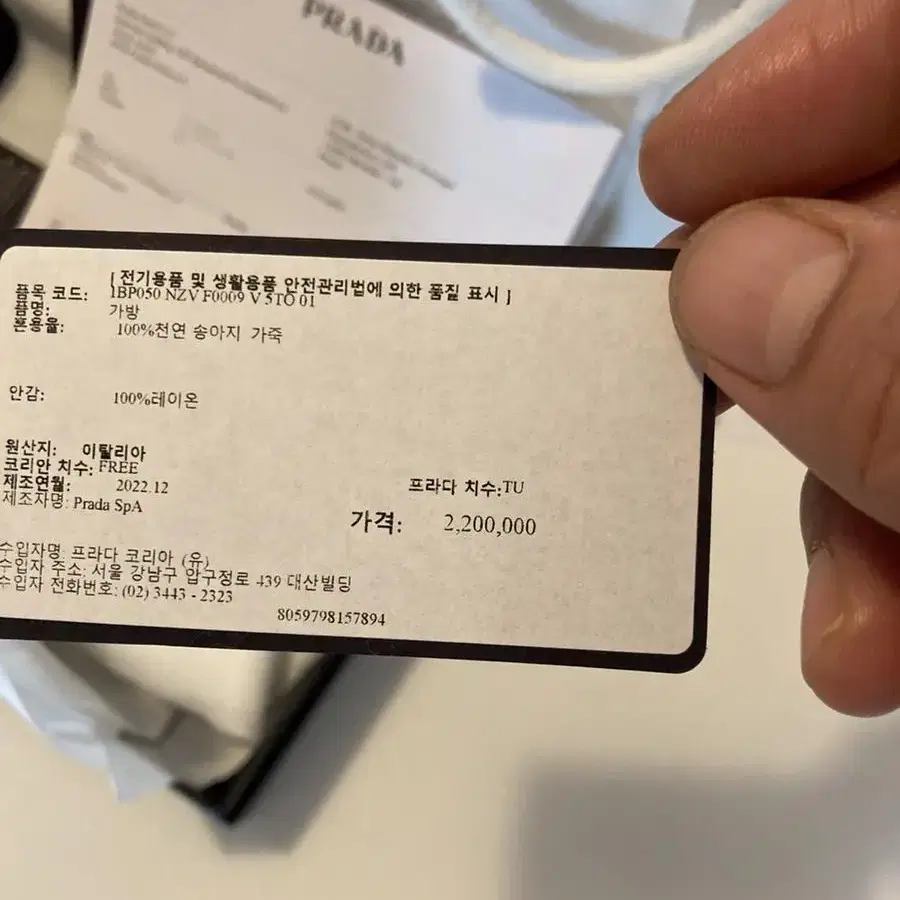 PRADA
[ 전기용품 및 생활용품 안전관리법에 의한 품질 표시 ]
품목 코드: 1BP050 NZV F0009 V 5TO 01
품명: 가방
혼용율: 100%천연 송아지 가죽
안감: 100%레이온
원산지: 이탈리아
코리안 치수: FREE
제조연월: 2022.12 프라다 치수:TU
제조자명: Prada SpA 가격: 2,200,000
수입자명: 프라다 코리아 (유)
수입자 주소: 서울 강남구 압구정로 439 대산빌딩
수입자 전화번호: (02) 3443 - 2323
8059798157894